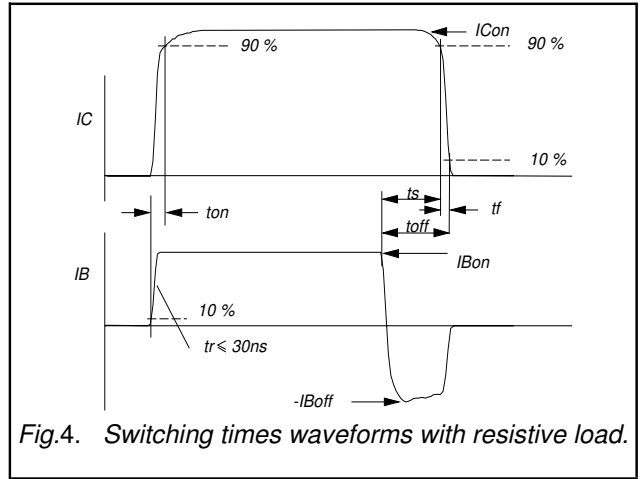 ICon
90 %
90 %
IC
10 %
ts
ton
tf
toff
IB
IBon
10 %
tr ⩽ 30ns
-IBoff
Fig.4. Switching times waveforms with resistive load.